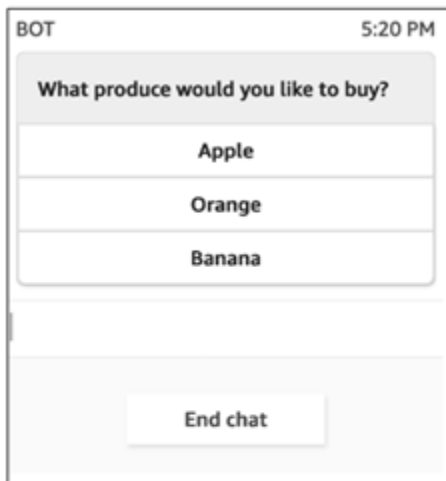 BOT 5:20 PM
What produce would you like to buy?
Apple
Orange
Banana
End chat